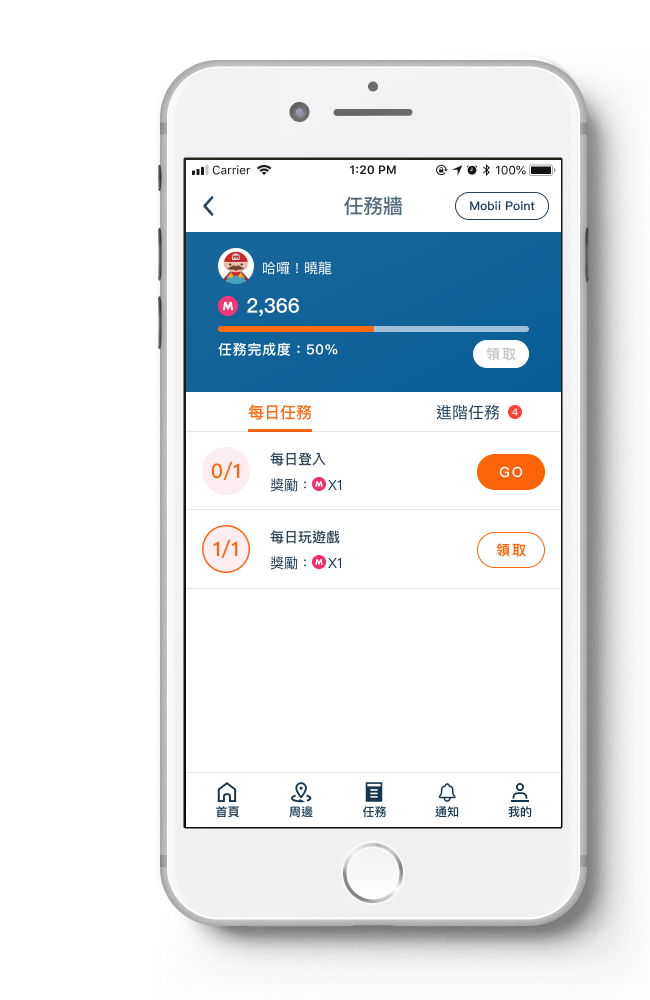 Carrier 1:20 PM 100%
任務牆 Mobii Point
哈囉！曉龍
M 2,366
任務完成度：50% 領取
每日任務 進階任務 4
0/1 每日登入 GO
獎勵：M X1
1/1 每日玩遊戲 領取
獎勵：M X1
首頁 周邊 任務 通知 我的